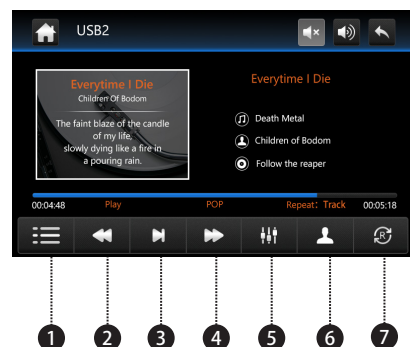 USB2
Everytime I Die
Children Of Bodom
The faint blaze of the candle
of my life,
slowly dying like a fire in
a pouring rain.
Everytime I Die
Death Metal
Children of Bodom
Follow the reaper
00:04:48 Play POP Repeat: Track 00:05:18
R
1 2 3 4 5 6 7